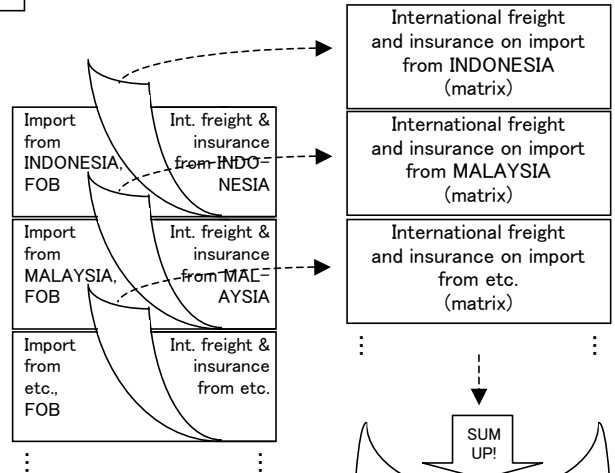 International freight
and insurance on import
from INDONESIA
(matrix)
International freight
and insurance on import
from MALAYSIA
(matrix)
International freight
and insurance on import
from etc.
(matrix)
Import
from
INDONESIA,
FOB
Int. freight &
insurance
from INDO-
NESIA
Import
from
MALAYSIA,
FOB
Int. freight &
insurance
from MAL-
AYSIA
Import
from
etc.,
FOB
Int. freight &
insurance
from etc.
SUM
UP!